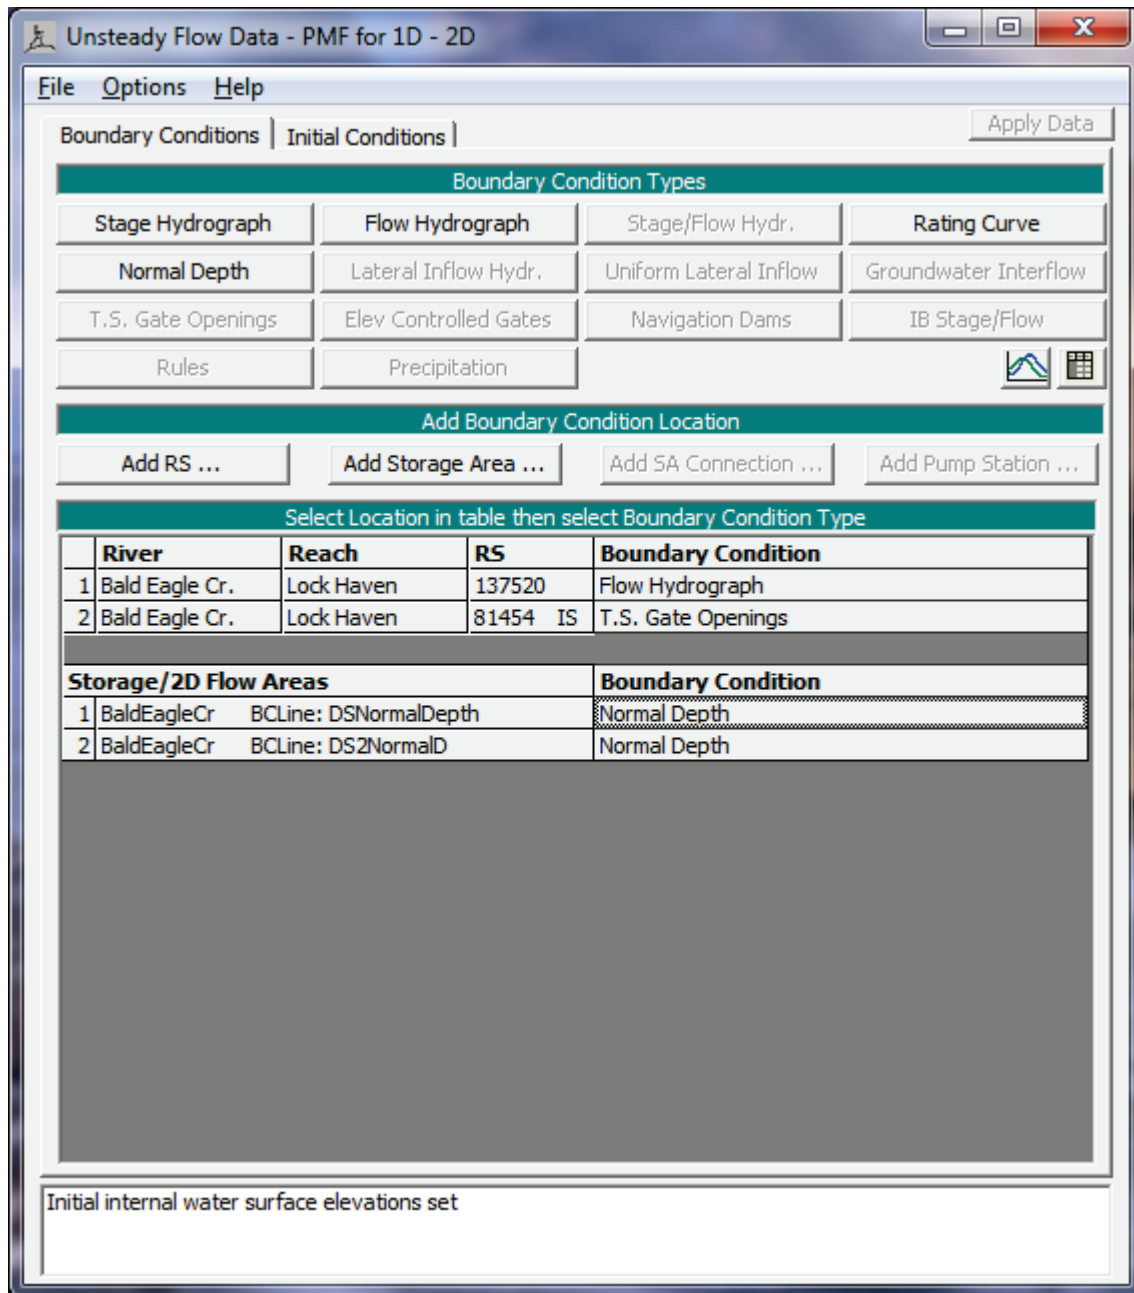 Unsteady Flow Data - PMF for 1D - 2D
File Options Help
Boundary Conditions Initial Conditions Apply Data
Boundary Condition Types
Stage Hydrograph Flow Hydrograph Stage/Flow Hydr. Rating Curve
Normal Depth Lateral Inflow Hydr. Uniform Lateral Inflow Groundwater Interflow
T.S. Gate Openings Elev Controlled Gates Navigation Dams IB Stage/Flow
Rules Precipitation
Add Boundary Condition Location
Add RS ... Add Storage Area ... Add SA Connection ... Add Pump Station ...
Select Location in table then select Boundary Condition Type
River Reach RS Boundary Condition
1 Bald Eagle Cr. Lock Haven 137520 Flow Hydrograph
2 Bald Eagle Cr. Lock Haven 81454 IS T.S. Gate Openings
Storage/2D Flow Areas Boundary Condition
1 BaldEagleCr BCLine: DSNormalDepth Normal Depth
2 BaldEagleCr BCLine: DS2NormalD Normal Depth
Initial internal water surface elevations set